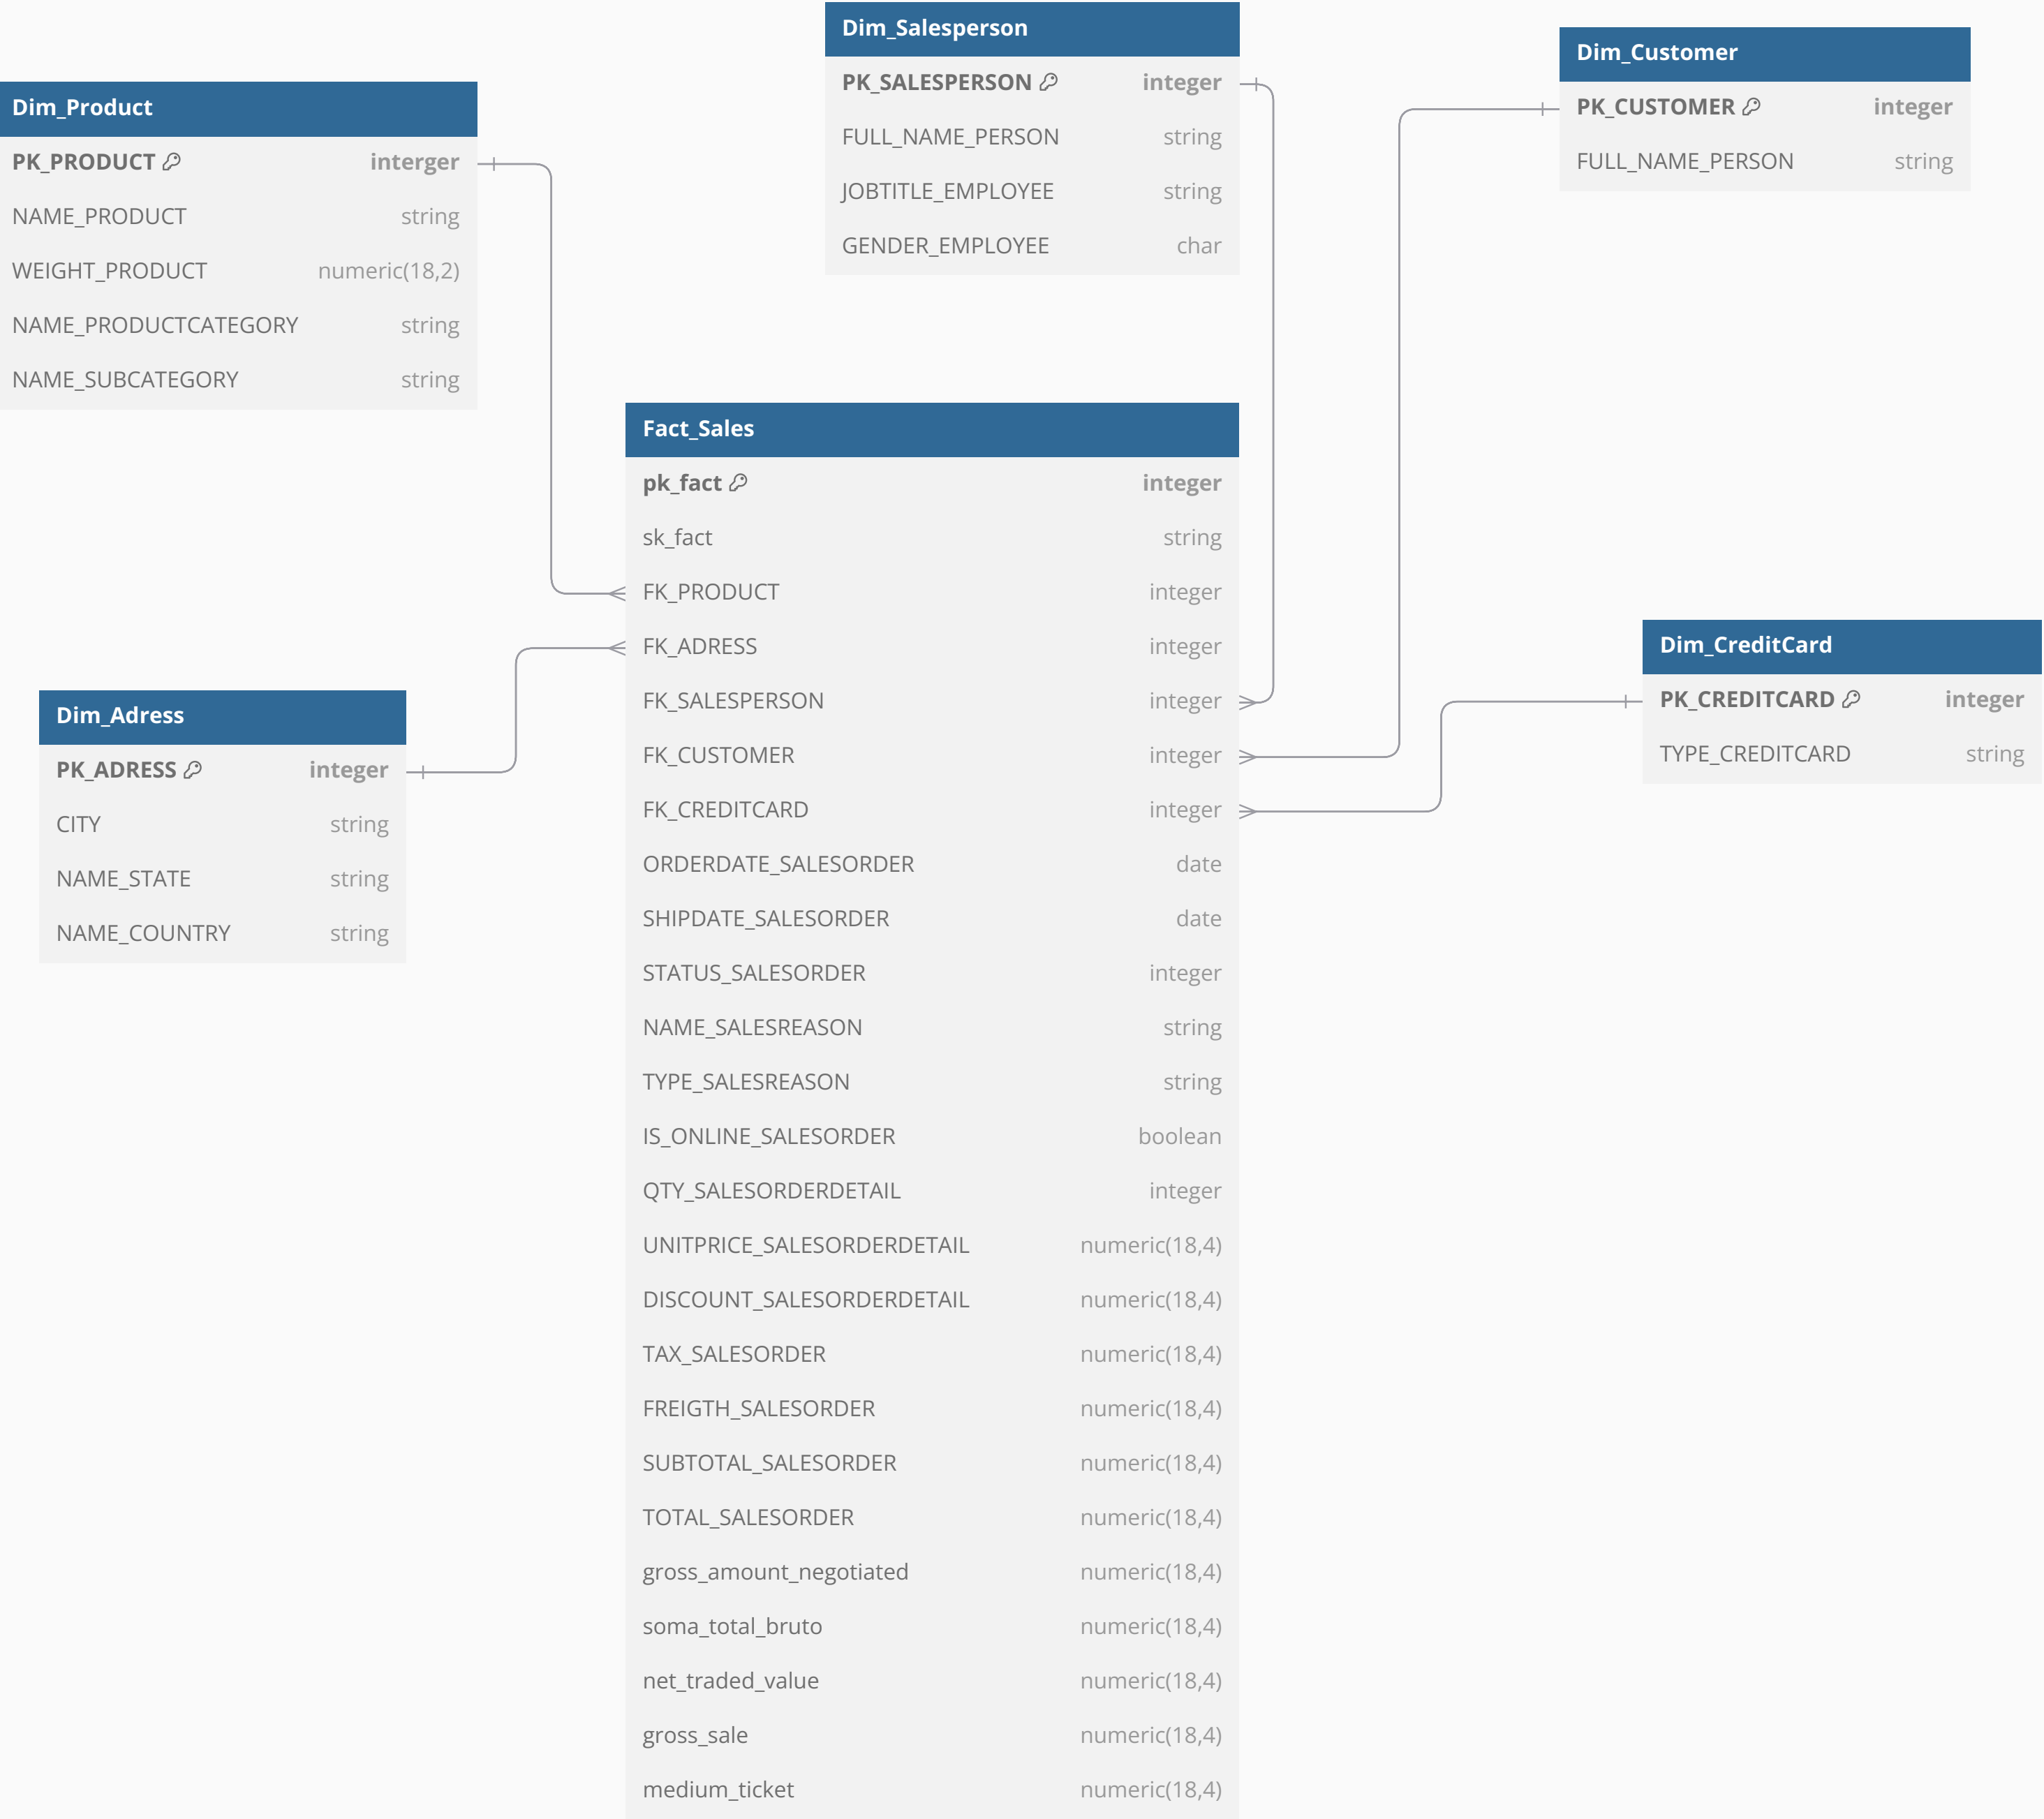 Dim_Product
PK_PRODUCT interger
NAME_PRODUCT string
WEIGHT_PRODUCT numeric(18,2)
NAME_PRODUCTCATEGORY string
NAME_SUBCATEGORY string
Dim_Salesperson
PK_SALESPERSON integer
FULL_NAME_PERSON string
JOBTITLE_EMPLOYEE string
GENDER_EMPLOYEE char
Dim_Customer
PK_CUSTOMER integer
FULL_NAME_PERSON string
Fact_Sales
pk_fact integer
sk_fact string
FK_PRODUCT integer
FK_ADRESS integer
FK_SALESPERSON integer
FK_CUSTOMER integer
FK_CREDITCARD integer
ORDERDATE_SALESORDER date
SHIPDATE_SALESORDER date
STATUS_SALESORDER integer
NAME_SALESREASON string
TYPE_SALESREASON string
IS_ONLINE_SALESORDER boolean
QTY_SALESORDERDETAIL integer
UNITPRICE_SALESORDERDETAIL numeric(18,4)
DISCOUNT_SALESORDERDETAIL numeric(18,4)
TAX_SALESORDER numeric(18,4)
FREIGTH_SALESORDER numeric(18,4)
SUBTOTAL_SALESORDER numeric(18,4)
TOTAL_SALESORDER numeric(18,4)
gross_amount_negotiated numeric(18,4)
soma_total_bruto numeric(18,4)
net_traded_value numeric(18,4)
gross_sale numeric(18,4)
medium_ticket numeric(18,4)
Dim_Adress
PK_ADRESS integer
CITY string
NAME_STATE string
NAME_COUNTRY string
Dim_CreditCard
PK_CREDITCARD integer
TYPE_CREDITCARD string